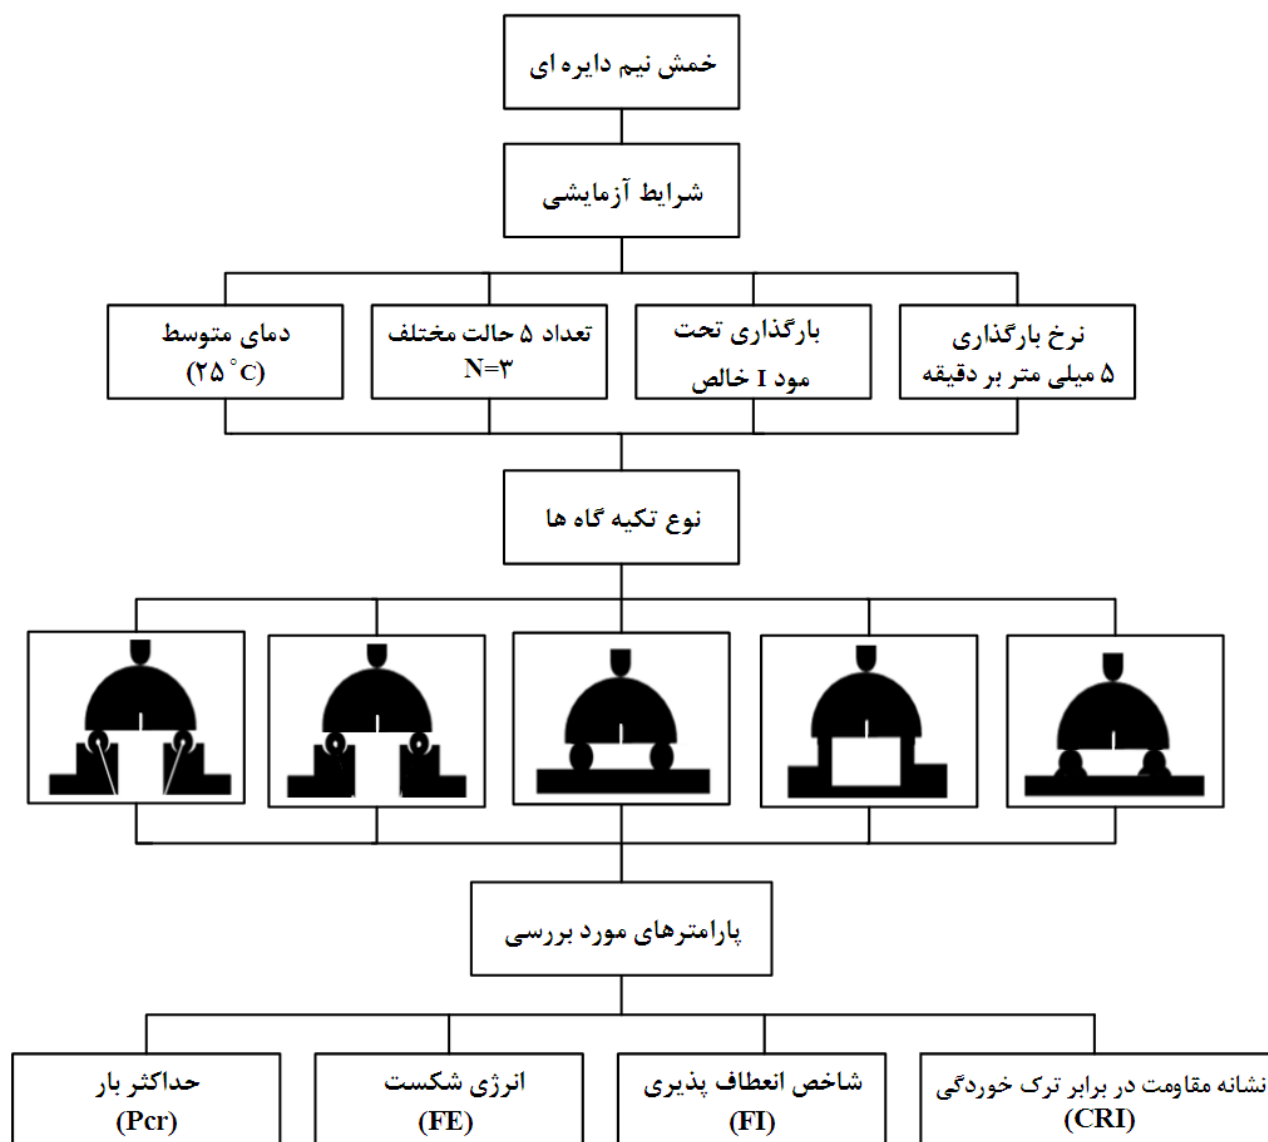 خمش نیم دایره ای
شرایط آزمایشی
نرخ بارگذاری
۵ میلی متر بر دقیقه
بارگذاری تحت
مود I خالص
تعداد ۵ حالت مختلف
N=۳
دمای متوسط
(۲۵°C)
نوع تکیه گاه ها
پارامترهای مورد بررسی
نشانه مقاومت در برابر ترک خوردگی
(CRI)
شاخص انعطاف پذیری
(FI)
انرژی شکست
(FE)
حداکثر بار
(Pcr)